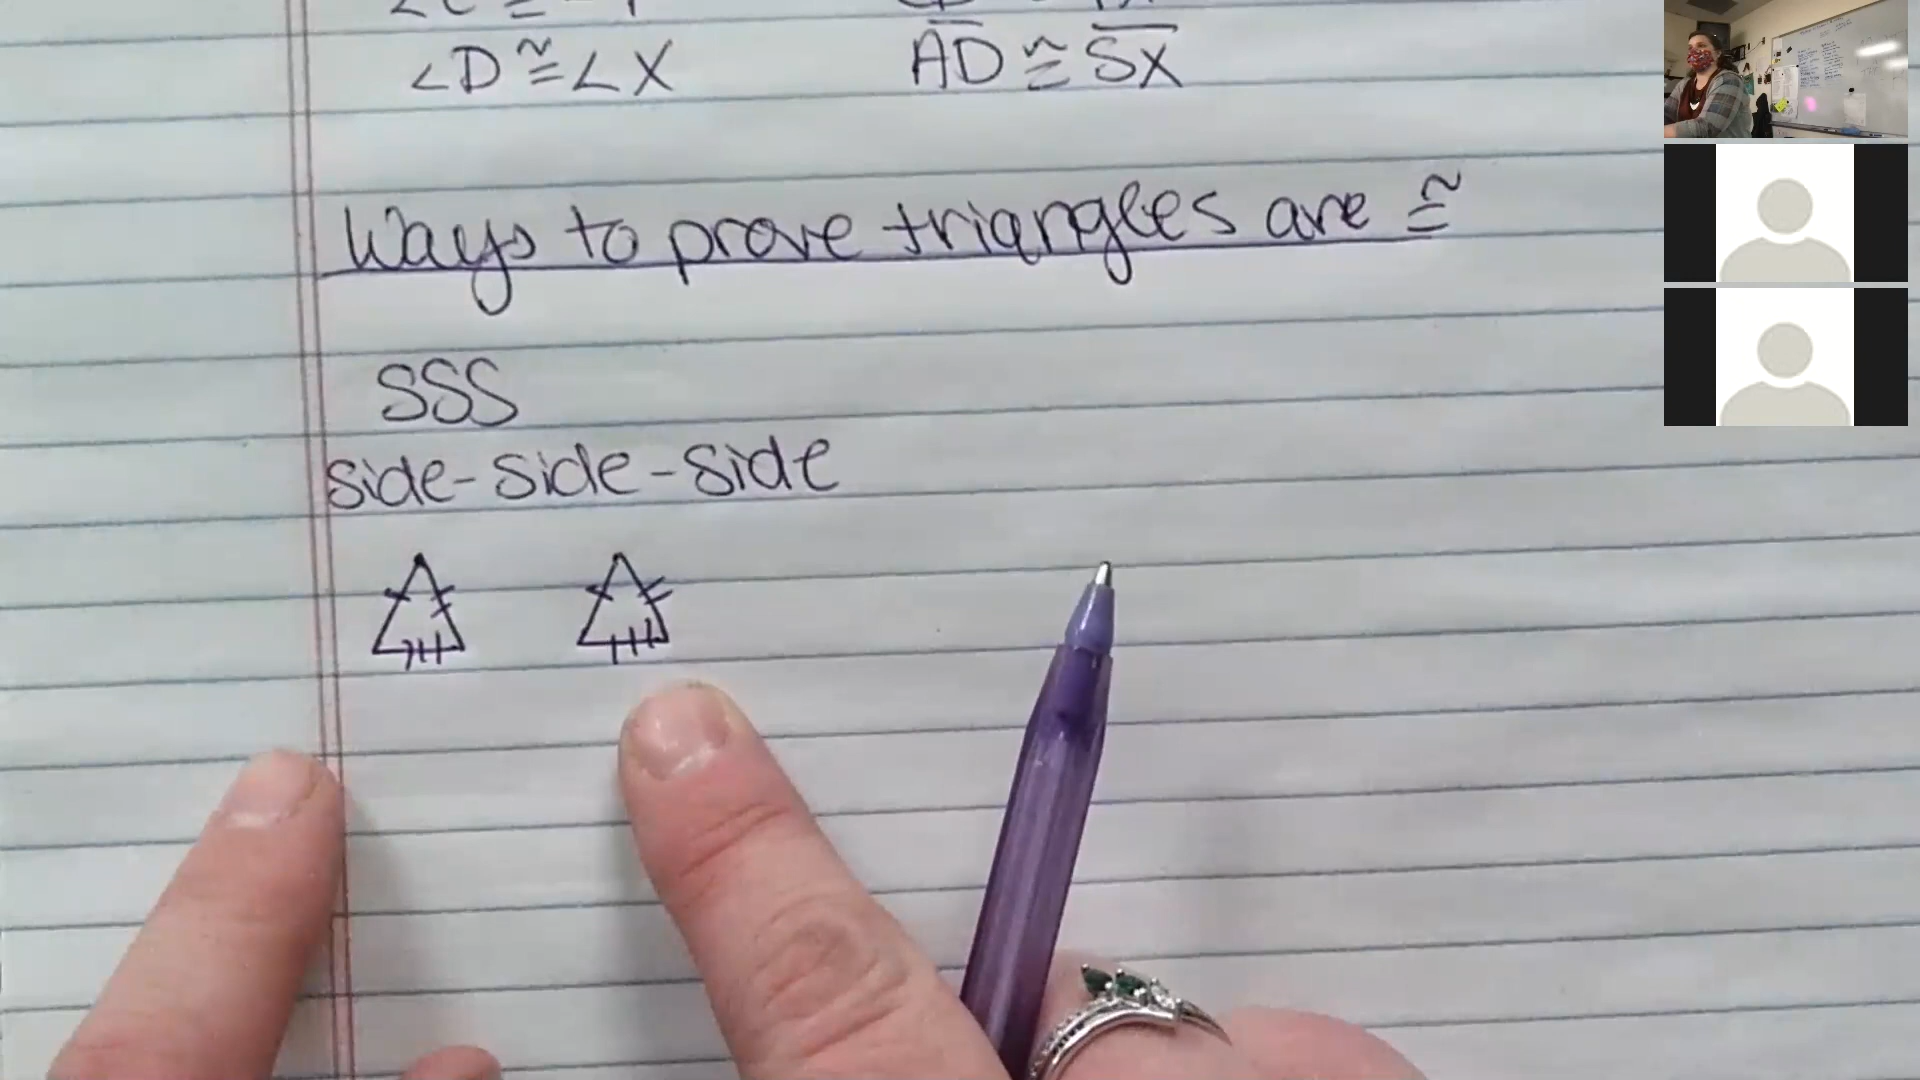 ∠D ≅ ∠X
AD ≅ SX
Ways to prove triangles are ≅
SSS
side-side-side